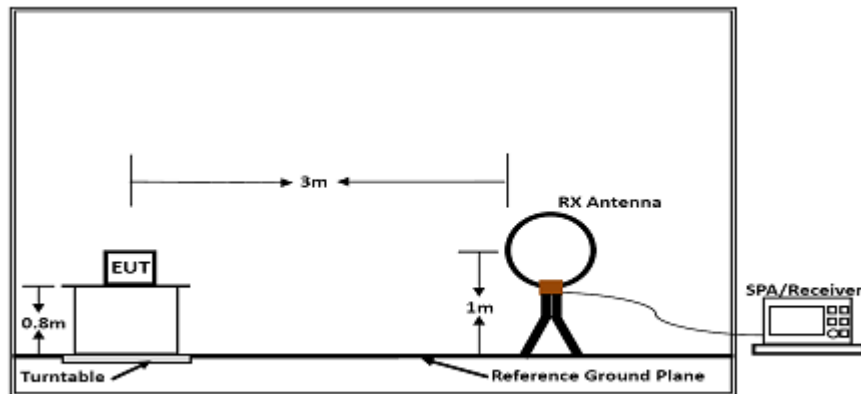 3m
RX Antenna
EUT
SPA/Receiver
0.8m
1m
Turntable
Reference Ground Plane